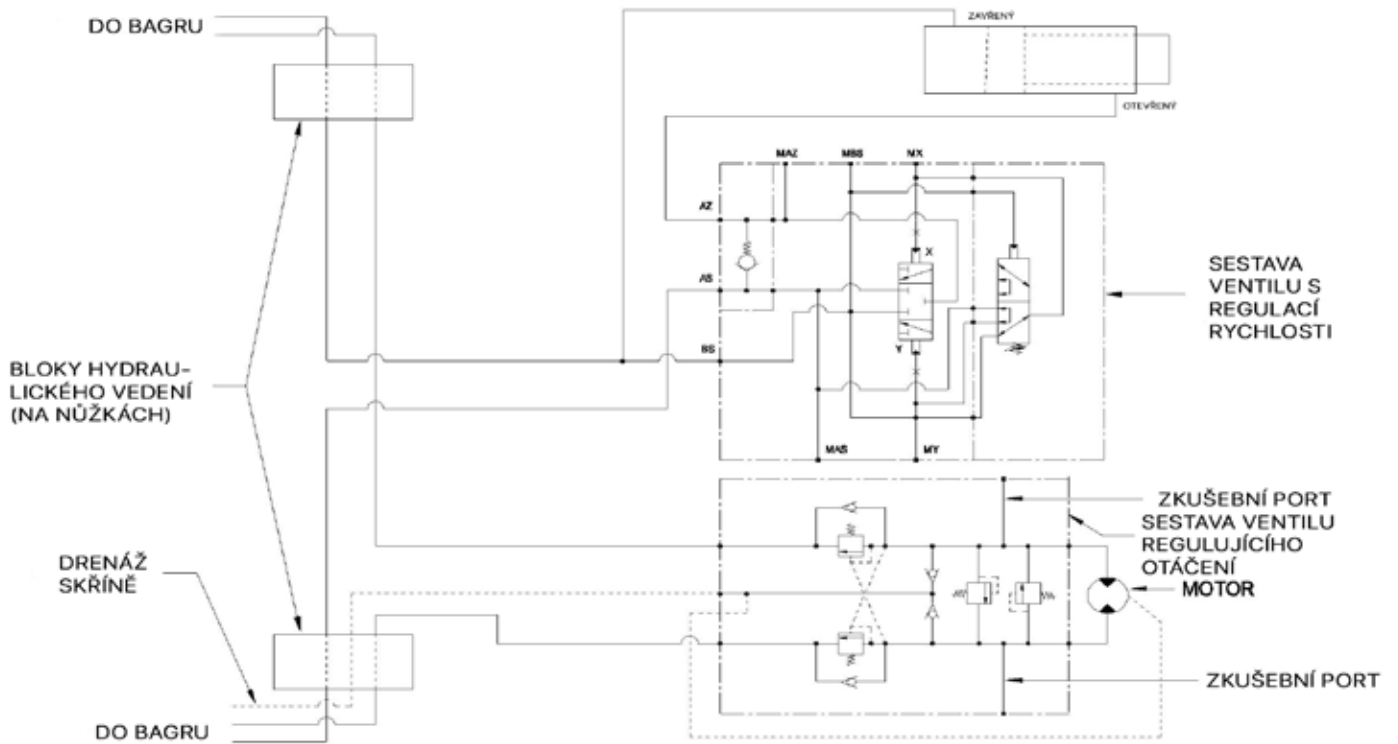 DO BAGRU
ZAVŘENÝ
OTEVŘENÝ
MAZ
MBS
MX
AZ
X
AS
SESTAVA
VENTILU S
REGULACÍ
RYCHLOSTI
BS
Y
BLOKY HYDRAU-
LICKÉHO VEDENÍ
(NA NŮŽKÁCH)
MAS
MY
ZKUŠEBNÍ PORT
SESTAVA VENTILU
REGULUJÍCÍHO
OTÁČENÍ
MOTOR
DRENÁŽ
SKŘÍNĚ
ZKUŠEBNÍ PORT
DO BAGRU